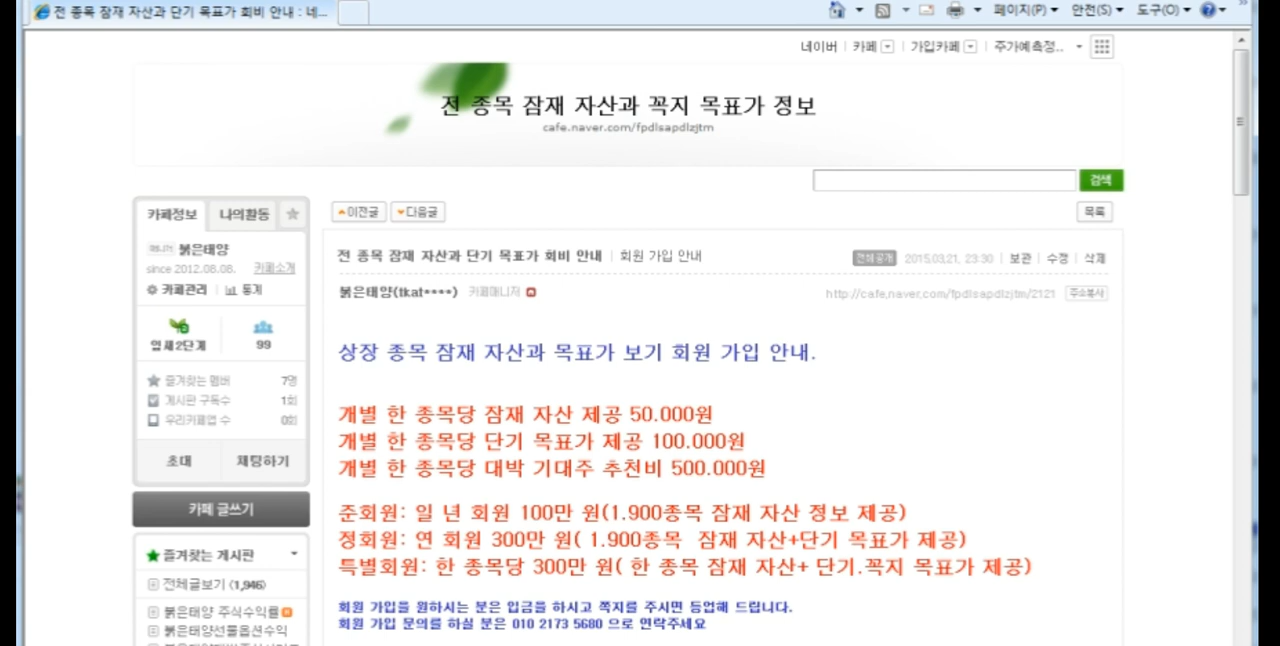 전 종목 잠재 자산과 단기 목표가 회비 안내 : 네...
페이지(P) 안전(S) 도구(O)
네이버 카페 가입카페 주가예측정..
전 종목 잠재 자산과 꼭지 목표가 정보
cafe.naver.com/fpdlsapdlzjtm
검색
카페정보 나의활동
이전글 다음글 목록
매니저 붉은태양
since 2012.08.08. 카페소개
카페관리 통계
잎새2단계 99
즐겨찾는 멤버 7명
게시판 구독수 1회
우리카페앱 수 0회
초대 채팅하기
카페 글쓰기
즐겨찾는 게시판
전체글보기 (1,946)
붉은태양 주식수익률
붉은태양선물옵션수익
전 종목 잠재 자산과 단기 목표가 회비 안내 회원 가입 안내
전체공개 2015.03.21. 23:30 보관 수정 삭제
붉은태양(tkat****) 카페매니저
http://cafe.naver.com/fpdlsapdlzjtm/2121 주소복사
상장 종목 잠재 자산과 목표가 보기 회원 가입 안내.
개별 한 종목당 잠재 자산 제공 50.000원
개별 한 종목당 단기 목표가 제공 100.000원
개별 한 종목당 대박 기대주 추천비 500.000원
준회원: 일 년 회원 100만 원(1.900종목 잠재 자산 정보 제공)
정회원: 연 회원 300만 원( 1.900종목 잠재 자산+단기 목표가 제공)
특별회원: 한 종목당 300만 원( 한 종목 잠재 자산+ 단기.꼭지 목표가 제공)
회원 가입을 원하시는 분은 입금을 하시고 쪽지를 주시면 등업해 드립니다.
회원 가입 문의를 하실 분은 010 2173 5680 으로 연락주세요